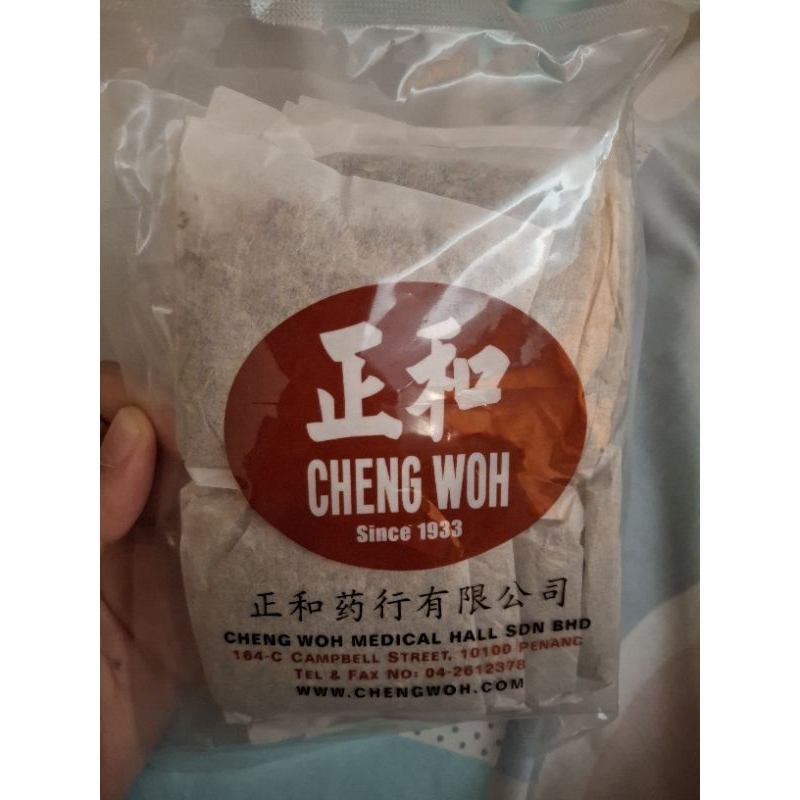 正和
CHENG WOH
Since 1933
正和药行有限公司
CHENG WOH MEDICAL HALL SDN BHD
164-C CAMPBELL STREET, 10100 PENANG
TEL & FAX NO: 04-2612378
WWW.CHENGWOH.COM